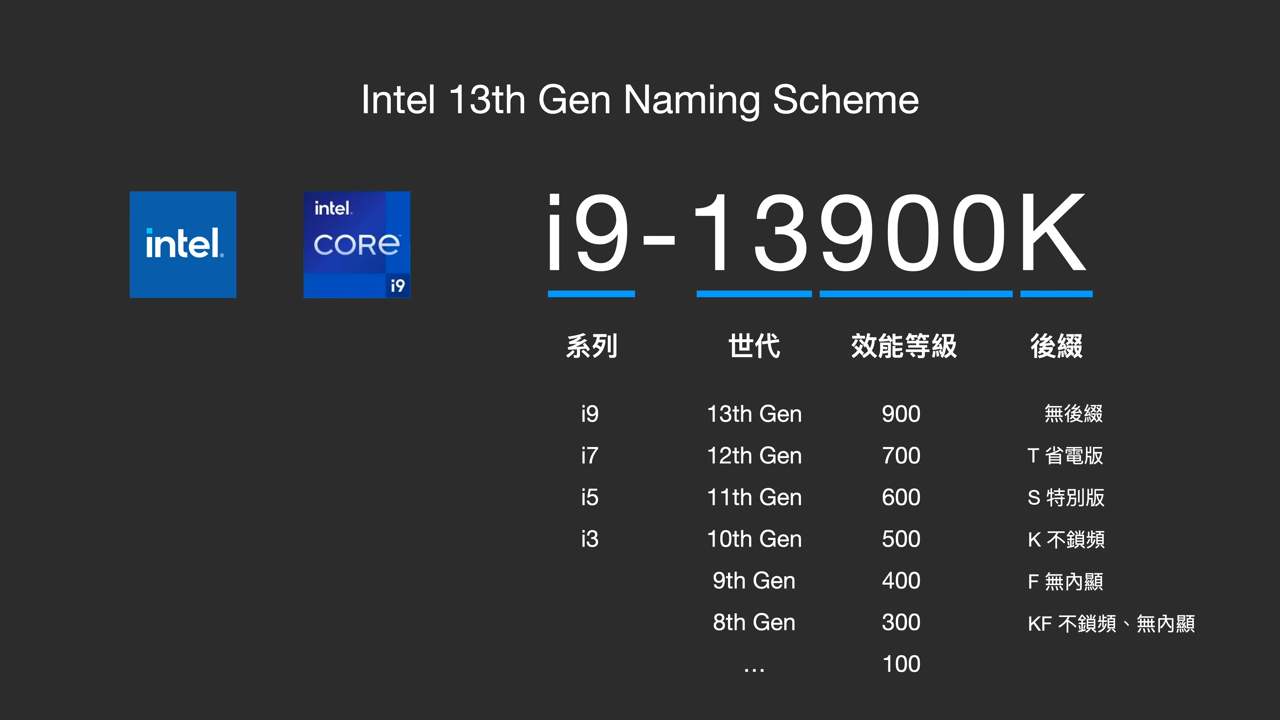 Intel 13th Gen Naming Scheme
intel.
intel.
CORE™
i9
i9-13900K
系列 世代 效能等級 後綴
i9 13th Gen 900 無後綴
i7 12th Gen 700 T 省電版
i5 11th Gen 600 S 特別版
i3 10th Gen 500 K 不鎖頻
9th Gen 400 F 無內顯
8th Gen 300 KF 不鎖頻、無內顯
… 100